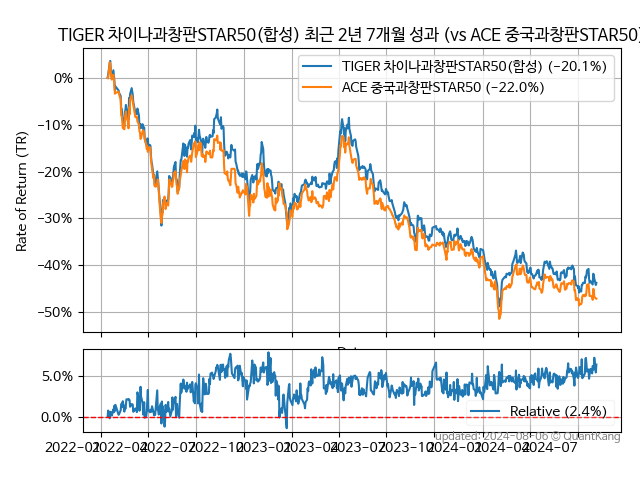 TIGER 차이나과창판STAR50(합성) 최근 2년 7개월 성과 (vs ACE 중국과창판STAR50)
TIGER 차이나과창판STAR50(합성) (−20.1%)
ACE 중국과창판STAR50 (−22.0%)
Rate of Return (TR)
0%
−10%
−20%
−30%
−40%
−50%
5.0%
0.0%
Relative (2.4%)
updated: 2024-08-06 © QuantKang
2022-01 2022-04 2022-07 2022-10 2023-01 2023-04 2023-07 2023-10 2024-01 2024-04 2024-07